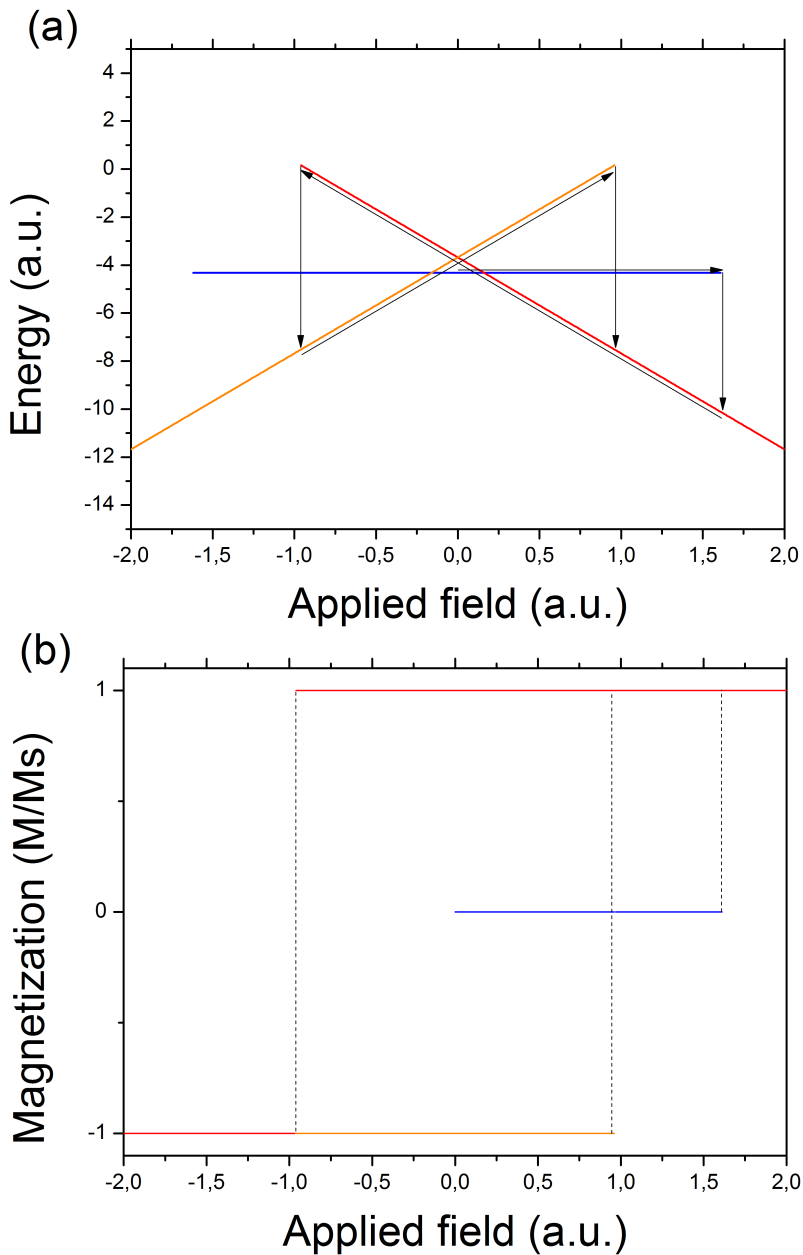 (a)
Energy (a.u.)
4
2
0
-2
-4
-6
-8
-10
-12
-14
-2,0 -1,5 -1,0 -0,5 0,0 0,5 1,0 1,5 2,0
Applied field (a.u.)
(b)
Magnetization (M/Ms)
1
0
-1
-2,0 -1,5 -1,0 -0,5 0,0 0,5 1,0 1,5 2,0
Applied field (a.u.)